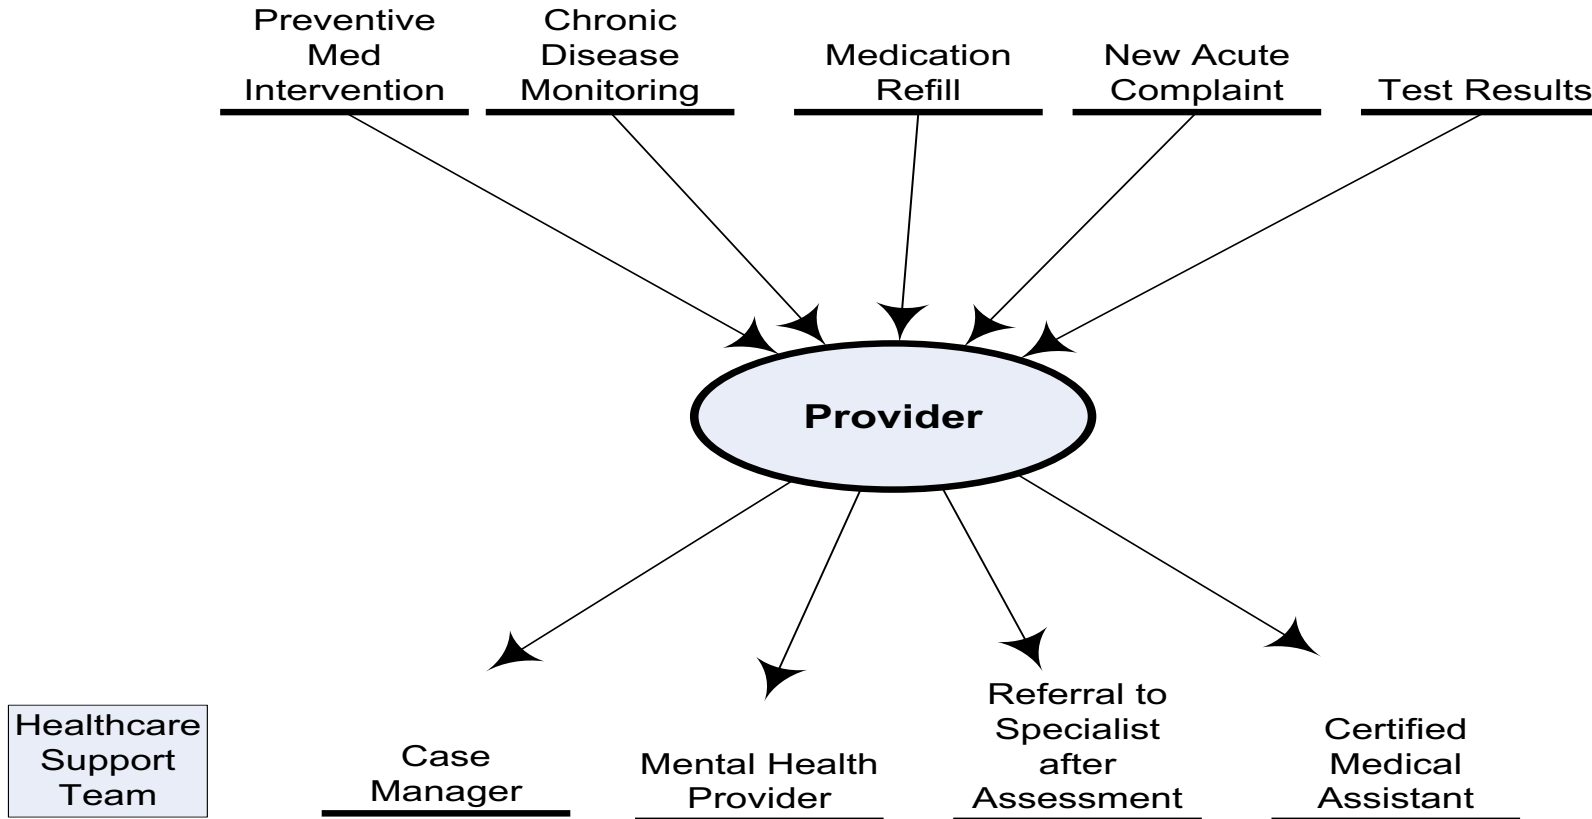 Preventive
Med
Intervention
Chronic
Disease
Monitoring
Medication
Refill
New Acute
Complaint
Test Results
Provider
Healthcare
Support
Team
Case
Manager
Mental Health
Provider
Referral to
Specialist
after
Assessment
Certified
Medical
Assistant